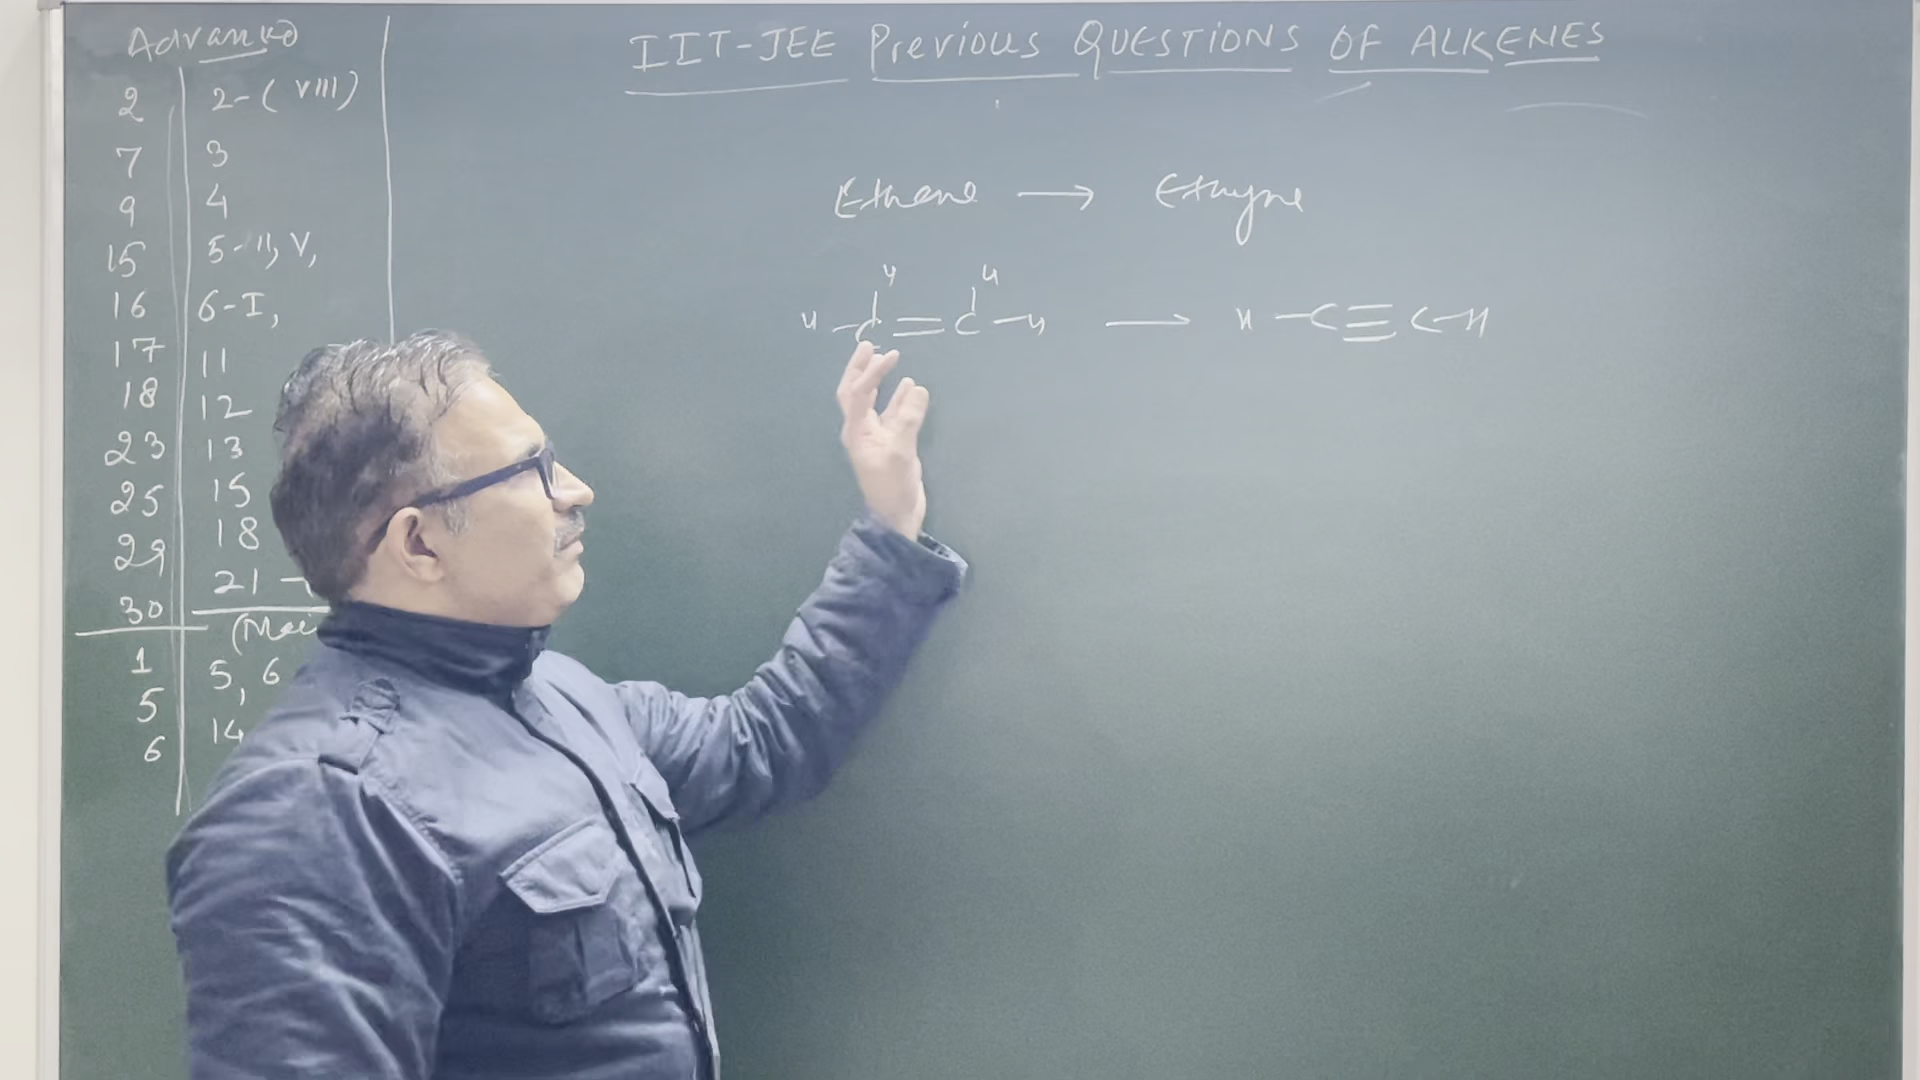 Advanced
IIT-JEE Previous QUESTIONS OF ALKENES
2 2-(VIII)
7 3
9 4
15 5-II, V,
16 6-I,
17 11
18 12
23 13
25 15
29 18
30 21-
(Mai
1 5, 6
5 14
6
Ethene → Ethyne
H H
H-C=C-H → H-C≡C-H